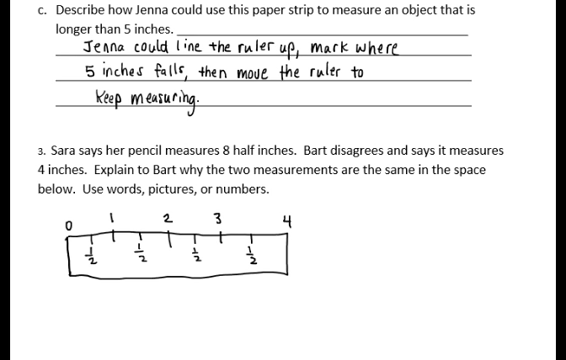 c. Describe how Jenna could use this paper strip to measure an object that is
longer than 5 inches.
Jenna could line the ruler up, mark where
5 inches falls, then move the ruler to
keep measuring.
3. Sara says her pencil measures 8 half inches. Bart disagrees and says it measures
4 inches. Explain to Bart why the two measurements are the same in the space
below. Use words, pictures, or numbers.
0 1 2 3 4
1/2 1/2 1/2 1/2